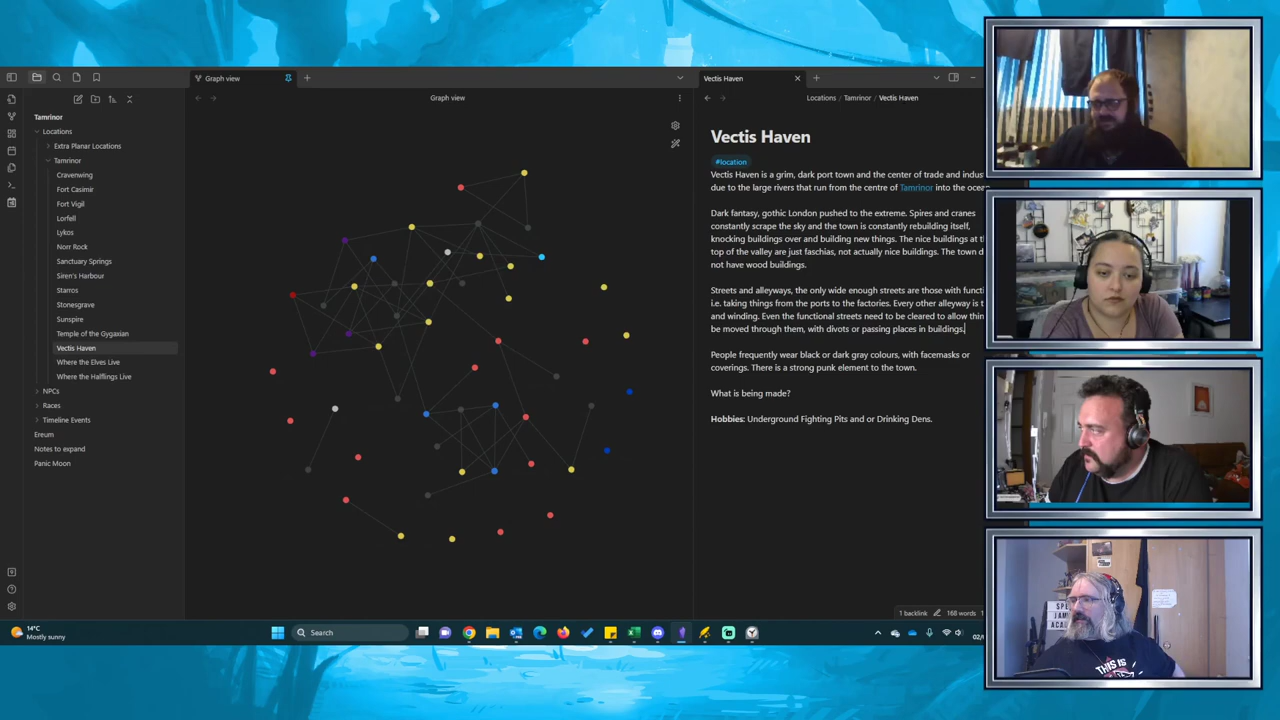 Graph view
Vectis Haven
Graph view
Locations / Tamrinor / Vectis Haven
Tamrinor
Locations
Extra Planar Locations
Tamrinor
Cravenwing
Fort Casimir
Fort Vigil
Lorfell
Lykos
Norr Rock
Sanctuary Springs
Siren's Harbour
Starros
Stonesgrave
Sunspire
Temple of the Gygaxian
Vectis Haven
Where the Elves Live
Where the Halflings Live
NPCs
Races
Timeline Events
Ereum
Notes to expand
Panic Moon
Vectis Haven
#location
Vectis Haven is a grim, dark port town and the center of trade and indus
due to the large rivers that run from the centre of Tamrinor into the ocea
Dark fantasy, gothic London pushed to the extreme. Spires and cranes
constantly scrape the sky and the town is constantly rebuilding itself,
knocking buildings over and building new things. The nice buildings at th
top of the valley are just faschias, not actually nice buildings. The town d
not have wood buildings.
Streets and alleyways, the only wide enough streets are those with functi
i.e. taking things from the ports to the factories. Every other alleyway is t
and winding. Even the functional streets need to be cleared to allow thin
be moved through them, with divots or passing places in buildings.
People frequently wear black or dark gray colours, with facemasks or
coverings. There is a strong punk element to the town.
What is being made?
Hobbies: Underground Fighting Pits and or Drinking Dens.
1 backlink
168 words
14°C
Mostly sunny
Search
02/
THIS IS